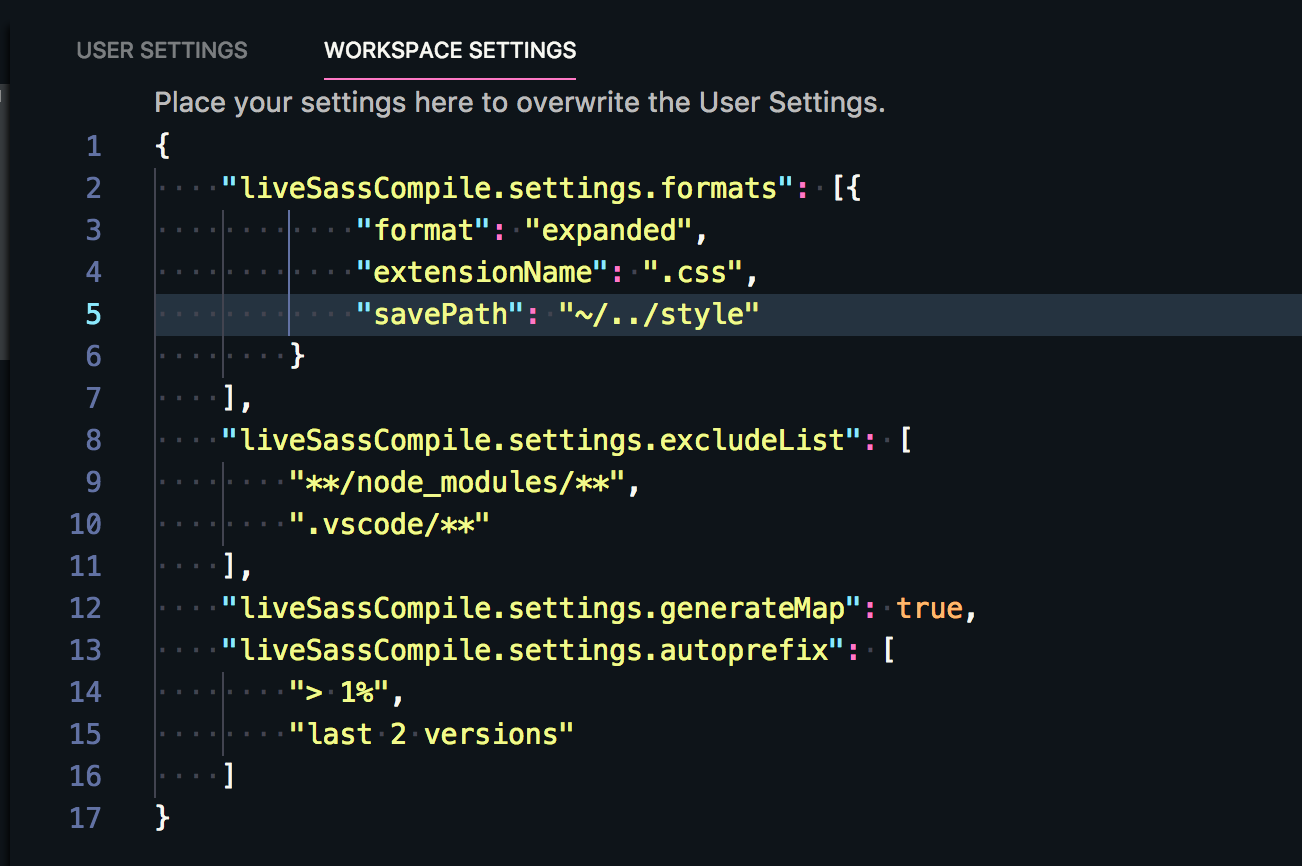 USER SETTINGS WORKSPACE SETTINGS
Place your settings here to overwrite the User Settings.
1 {
2 "liveSassCompile.settings.formats": [{
3 "format": "expanded",
4 "extensionName": ".css",
5 "savePath": "~/../style"
6 }
7 ],
8 "liveSassCompile.settings.excludeList": [
9 "**/node_modules/**",
10 ".vscode/**"
11 ],
12 "liveSassCompile.settings.generateMap": true,
13 "liveSassCompile.settings.autoprefix": [
14 "> 1%",
15 "last 2 versions"
16 ]
17 }